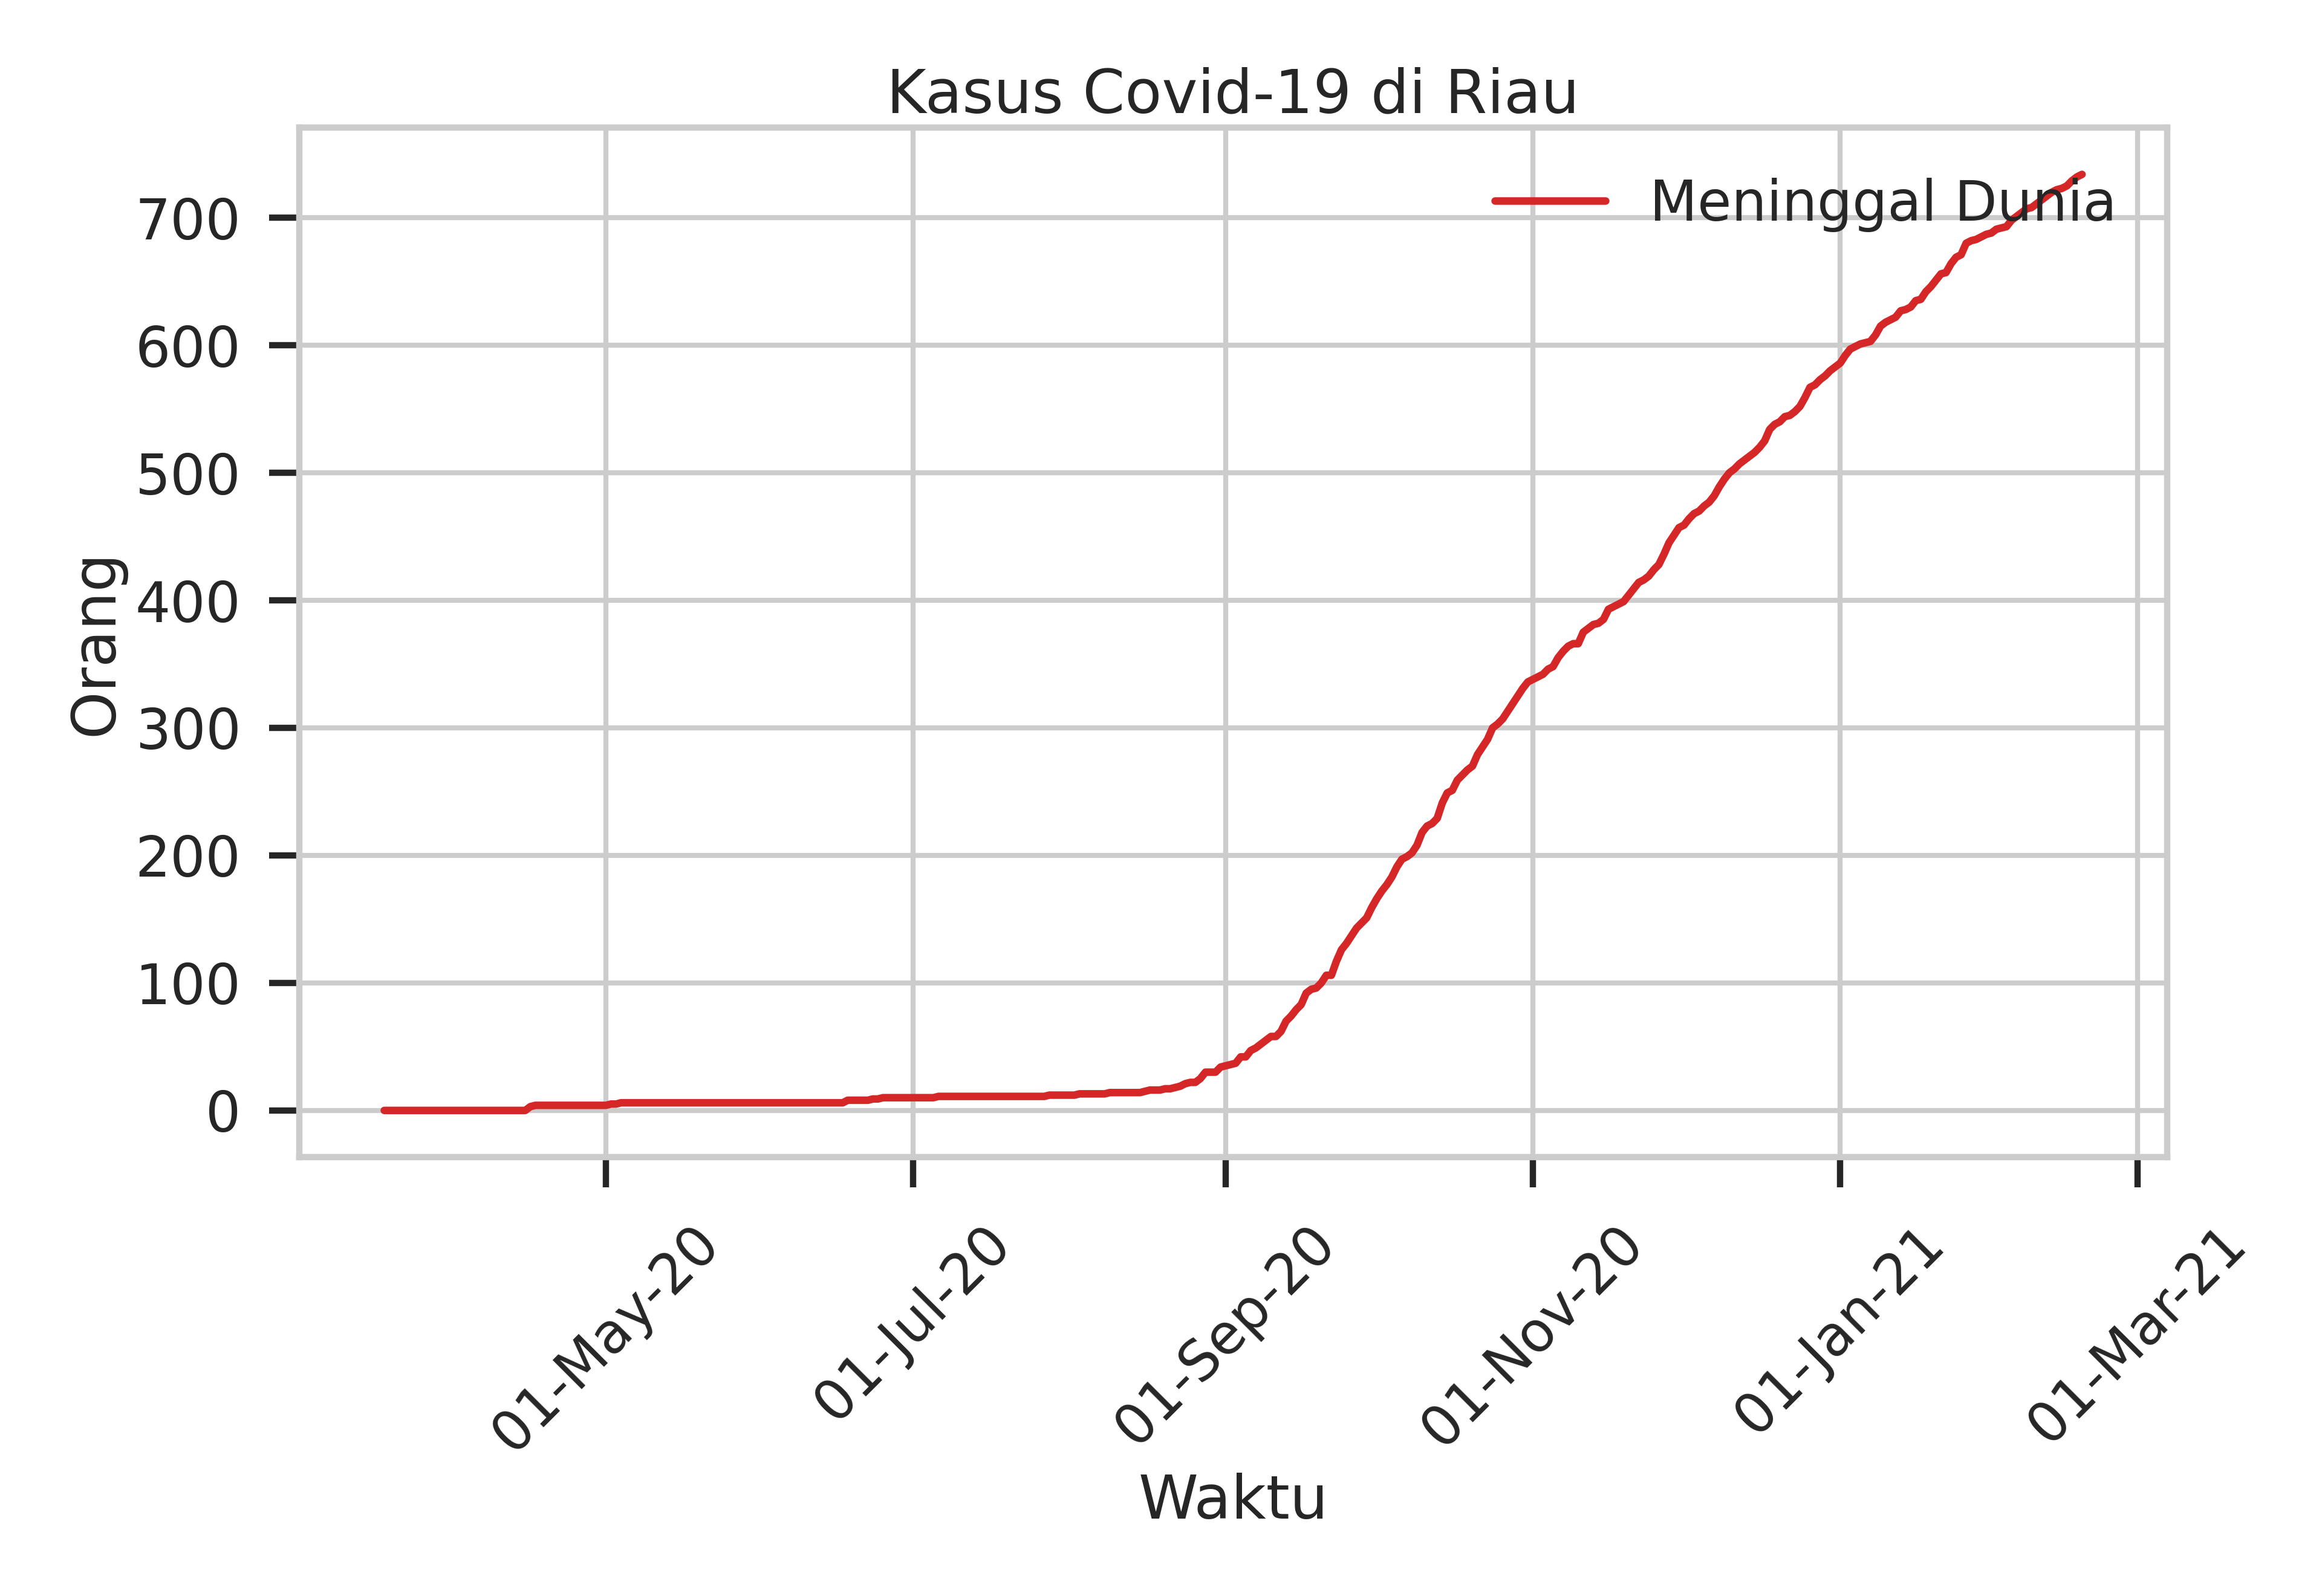 Kasus Covid-19 di Riau
Meninggal Dunia
700
600
500
400
300
200
100
0
Orang
01-May-20
01-Jul-20
01-Sep-20
01-Nov-20
01-Jan-21
01-Mar-21
Waktu